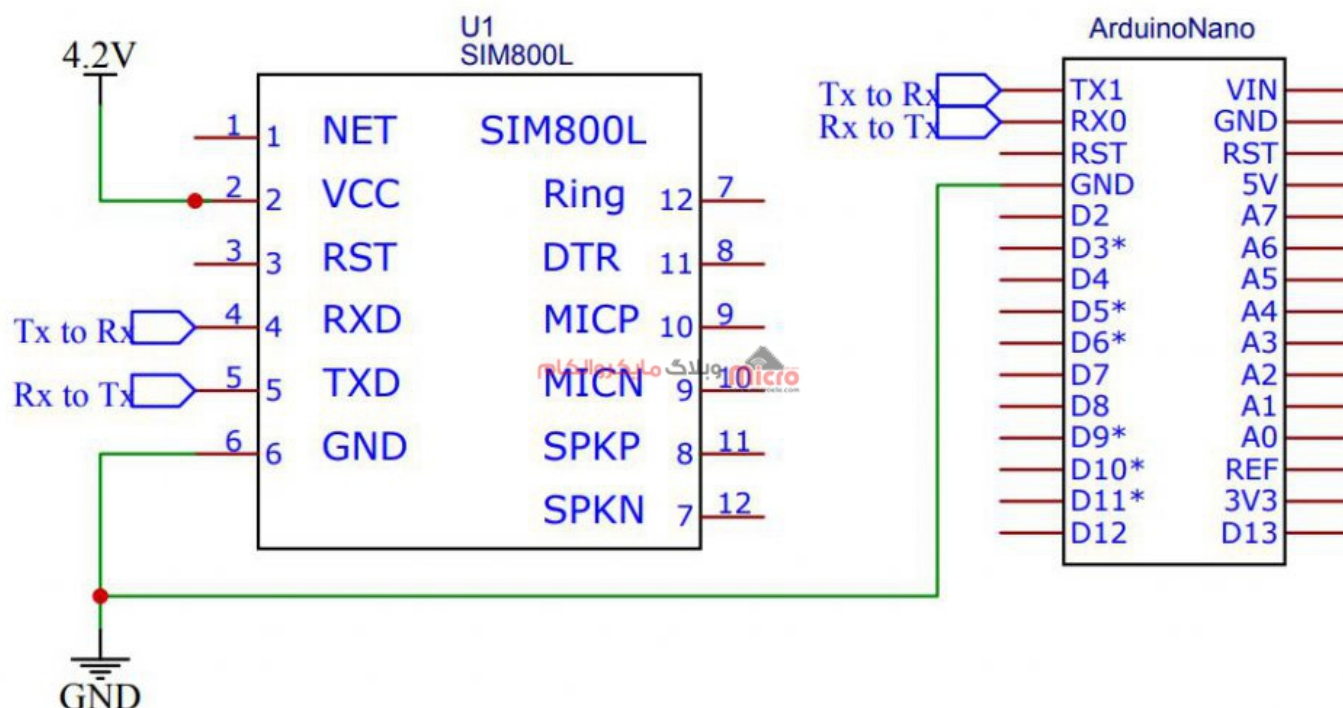 4.2V
U1
SIM800L
1 1 NET
2 2 VCC
3 3 RST
Tx to Rx 4 4 RXD
Rx to Tx 5 5 TXD
6 6 GND
SIM800L
Ring 12 7
DTR 11 8
MICP 10 9
MICN 9 10
SPKP 8 11
SPKN 7 12
وبلاگ مایکروالکام
micro
GND
ArduinoNano
Tx to Rx TX1 VIN
Rx to Tx RX0 GND
RST RST
GND 5V
D2 A7
D3* A6
D4 A5
D5* A4
D6* A3
D7 A2
D8 A1
D9* A0
D10* REF
D11* 3V3
D12 D13